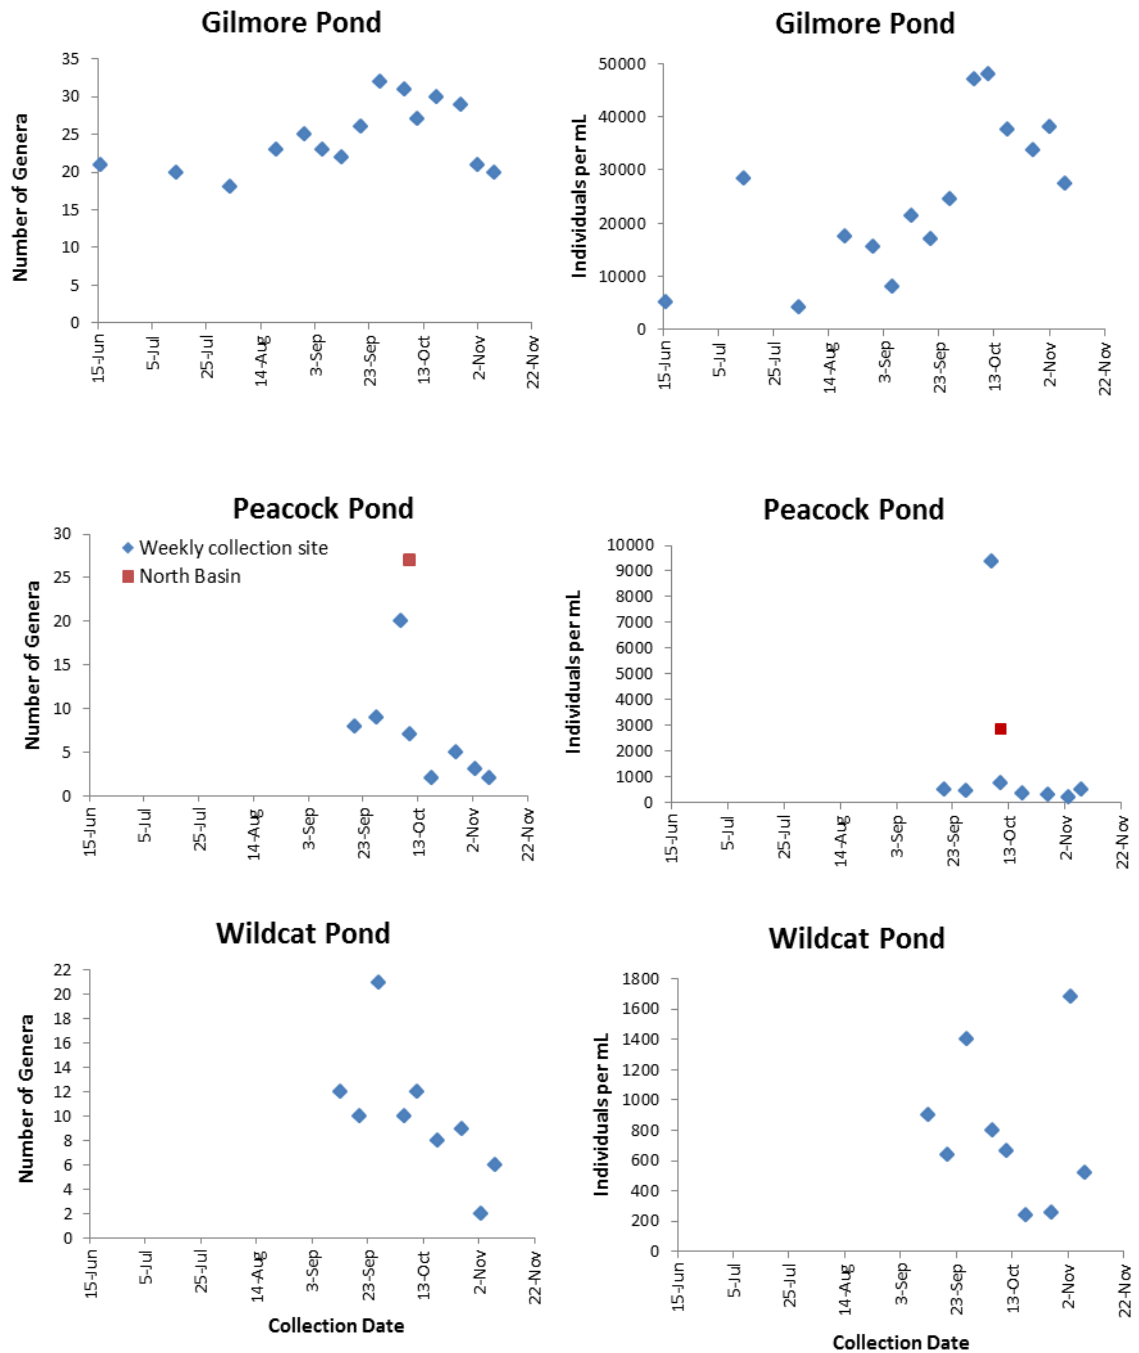 Gilmore Pond
Number of Genera
35
30
25
20
15
10
5
0
15-Jun
5-Jul
25-Jul
14-Aug
3-Sep
23-Sep
13-Oct
2-Nov
22-Nov
Gilmore Pond
Individuals per mL
50000
40000
30000
20000
10000
0
15-Jun
5-Jul
25-Jul
14-Aug
3-Sep
23-Sep
13-Oct
2-Nov
22-Nov
Peacock Pond
Number of Genera
30
25
20
15
10
5
0
Weekly collection site
North Basin
15-Jun
5-Jul
25-Jul
14-Aug
3-Sep
23-Sep
13-Oct
2-Nov
22-Nov
Peacock Pond
Individuals per mL
10000
9000
8000
7000
6000
5000
4000
3000
2000
1000
0
15-Jun
5-Jul
25-Jul
14-Aug
3-Sep
23-Sep
13-Oct
2-Nov
22-Nov
Wildcat Pond
Number of Genera
22
20
18
16
14
12
10
8
6
4
2
0
15-Jun
5-Jul
25-Jul
14-Aug
3-Sep
23-Sep
13-Oct
2-Nov
22-Nov
Collection Date
Wildcat Pond
Individuals per mL
1800
1600
1400
1200
1000
800
600
400
200
0
15-Jun
5-Jul
25-Jul
14-Aug
3-Sep
23-Sep
13-Oct
2-Nov
22-Nov
Collection Date